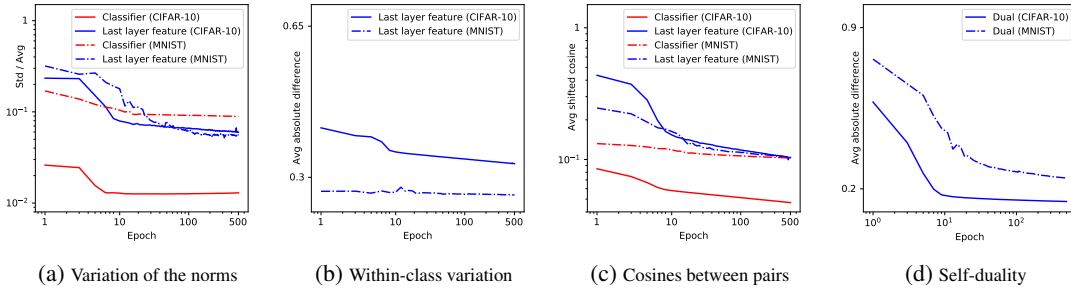 1
10⁻¹
10⁻²
Std / Avg
Classifier (CIFAR-10)
Last layer feature (CIFAR-10)
Classifier (MNIST)
Last layer feature (MNIST)
1 10 100 500
Epoch
(a) Variation of the norms
0.65
0.3
Avg absolute difference
Last layer feature (CIFAR-10)
Last layer feature (MNIST)
1 10 100 500
Epoch
(b) Within-class variation
1
10⁻¹
Avg shifted cosine
Classifier (CIFAR-10)
Last layer feature (CIFAR-10)
Classifier (MNIST)
Last layer feature (MNIST)
1 10 100 500
Epoch
(c) Cosines between pairs
0.9
0.2
Avg absolute difference
Dual (CIFAR-10)
Dual (MNIST)
10⁰ 10¹ 10²
Epoch
(d) Self-duality